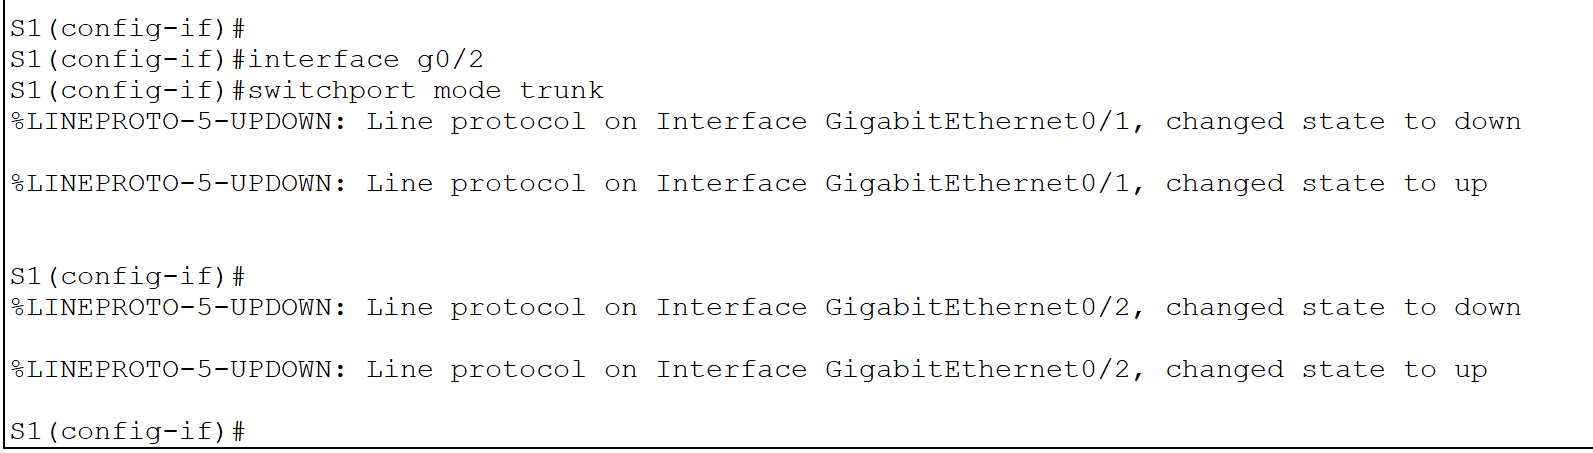 S1(config-if)#
S1(config-if)#interface g0/2
S1(config-if)#switchport mode trunk
%LINEPROTO-5-UPDOWN: Line protocol on Interface GigabitEthernet0/1, changed state to down
%LINEPROTO-5-UPDOWN: Line protocol on Interface GigabitEthernet0/1, changed state to up
S1(config-if)#
%LINEPROTO-5-UPDOWN: Line protocol on Interface GigabitEthernet0/2, changed state to down
%LINEPROTO-5-UPDOWN: Line protocol on Interface GigabitEthernet0/2, changed state to up
S1(config-if)#